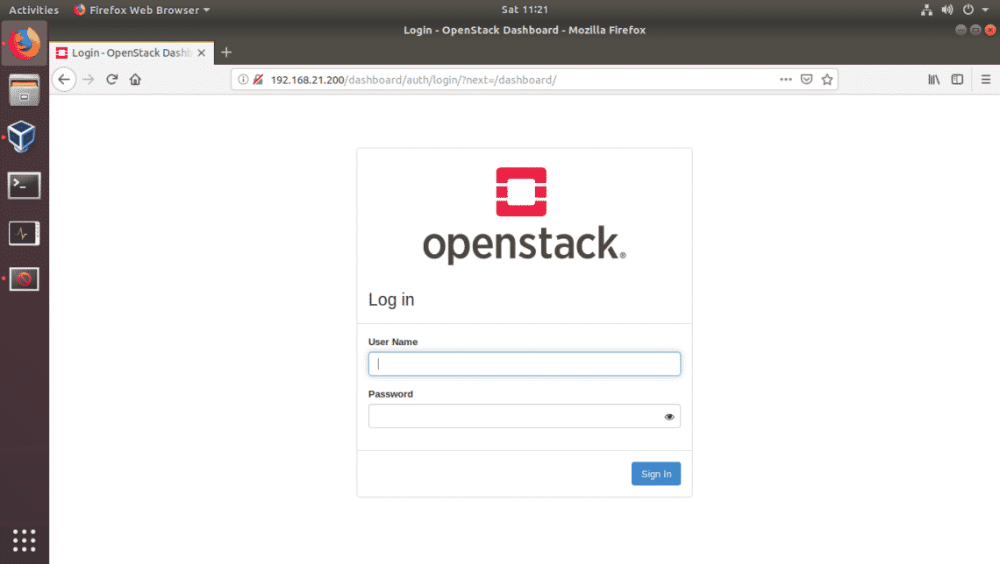 Activities Firefox Web Browser Sat 11:21
Login - OpenStack Dashboard - Mozilla Firefox
Login - OpenStack Dashb
192.168.21.200/dashboard/auth/login/?next=/dashboard/
openstack®
Log in
User Name
Password
Sign In